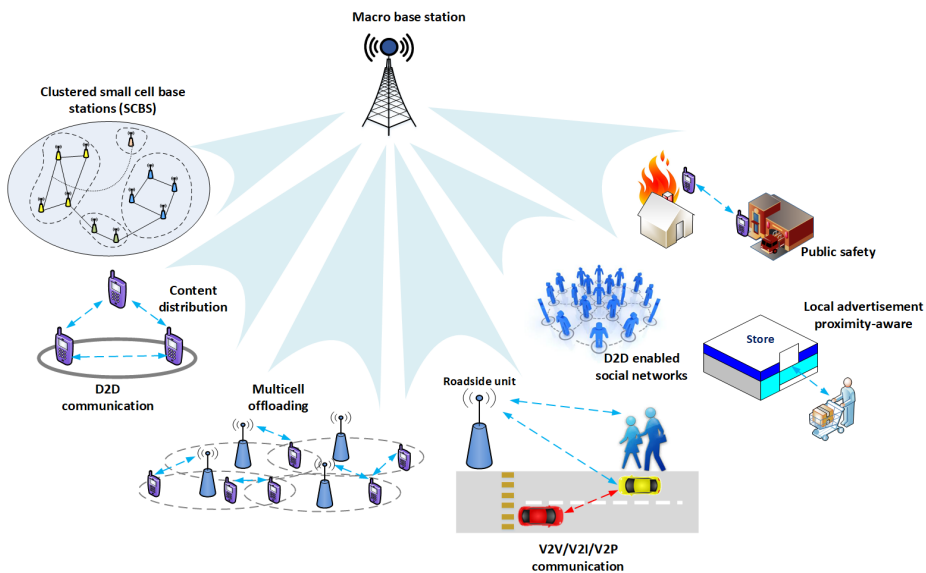 Macro base station
Clustered small cell base
stations (SCBS)
Public safety
Content
distribution
Local advertisement
proximity-aware
Store
D2D enabled
social networks
D2D
communication
Multicell
offloading
Roadside unit
V2V/V2I/V2P
communication